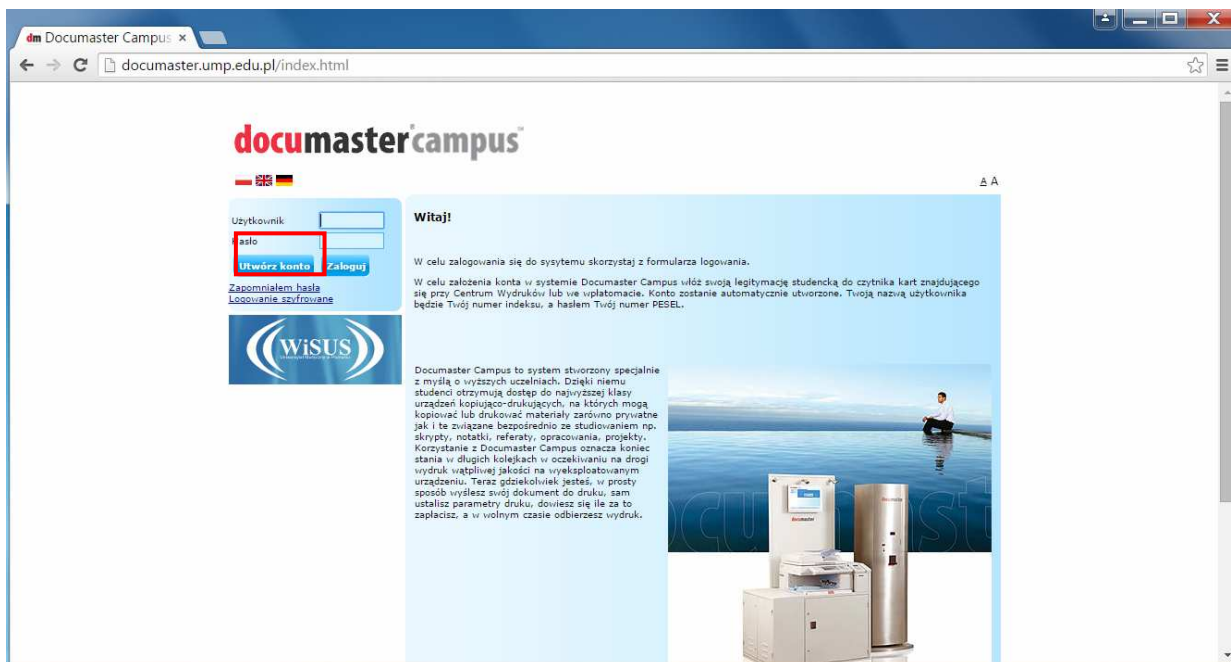 dm Documaster Campus
documaster.ump.edu.pl/index.html
documaster campus
A A
Użytkownik
Hasło
Utwórz konto Zaloguj
Zapomniałem hasła
Logowanie szyfrowane
WiSUS
Witaj!
W celu zalogowania się do sysytemu skorzystaj z formularza logowania.
W celu założenia konta w systemie Documaster Campus włóż swoją legitymację studencką do czytnika kart znajdującego
się przy Centrum Wydruków lub we wpłatomacie. Konto zostanie automatycznie utworzone. Twoją nazwą użytkownika
będzie Twój numer indeksu, a hasłem Twój numer PESEL.
Documaster Campus to system stworzony specjalnie
z myślą o wyższych uczelniach. Dzięki niemu
studenci otrzymują dostęp do najwyższej klasy
urządzeń kopiująco-drukujących, na których mogą
kopiować lub drukować materiały zarówno prywatne
jak i te związane bezpośrednio ze studiowaniem np.
skrypty, notatki, referaty, opracowania, projekty.
Korzystanie z Documaster Campus oznacza koniec
stania w długich kolejkach w oczekiwaniu na drogi
wydruk wątpliwej jakości na wyeksploatowanym
urządzeniu. Teraz gdziekolwiek jesteś, w prosty
sposób wyślesz swój dokument do druku, sam
ustalisz parametry druku, dowiesz się ile za to
zapłacisz, a w wolnym czasie odbierzesz wydruk.